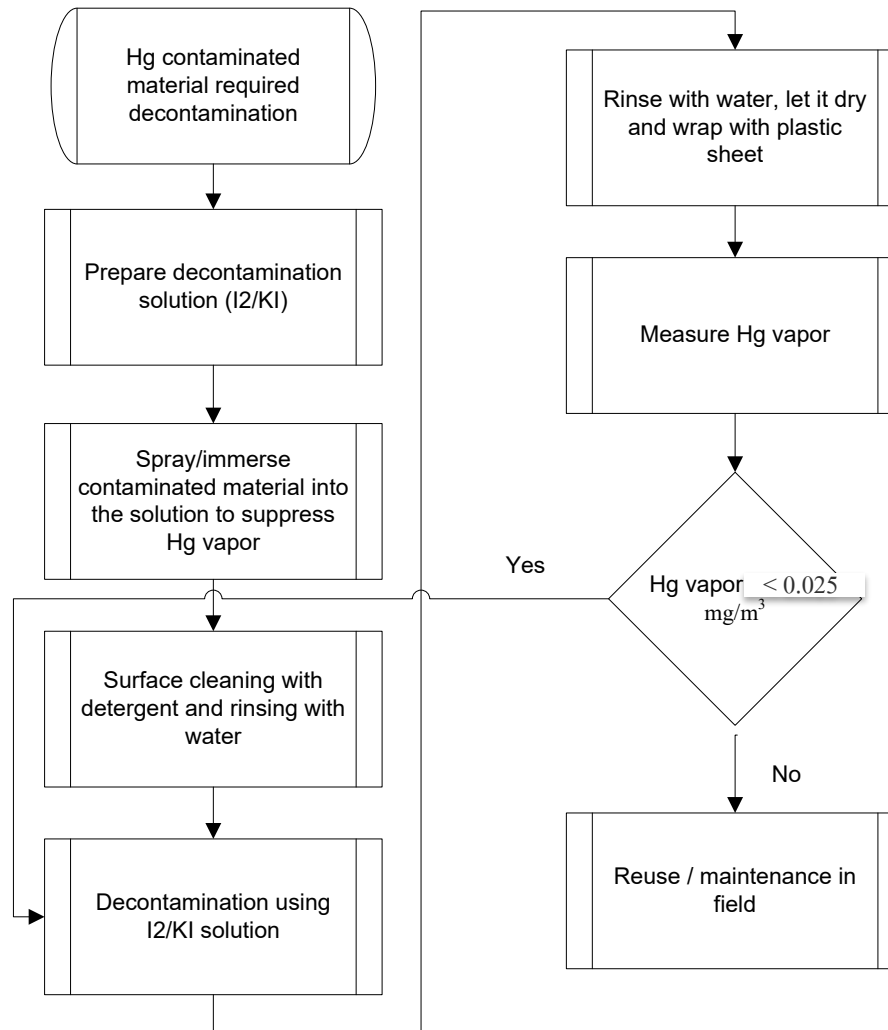 Hg contaminated
material required
decontamination
Prepare decontamination
solution (I2/KI)
Spray/immerse
contaminated material into
the solution to suppress
Hg vapor
Surface cleaning with
detergent and rinsing with
water
Decontamination using
I2/KI solution
Rinse with water, let it dry
and wrap with plastic
sheet
Measure Hg vapor
Hg vapor < 0.025
mg/m³
Yes
No
Reuse / maintenance in
field